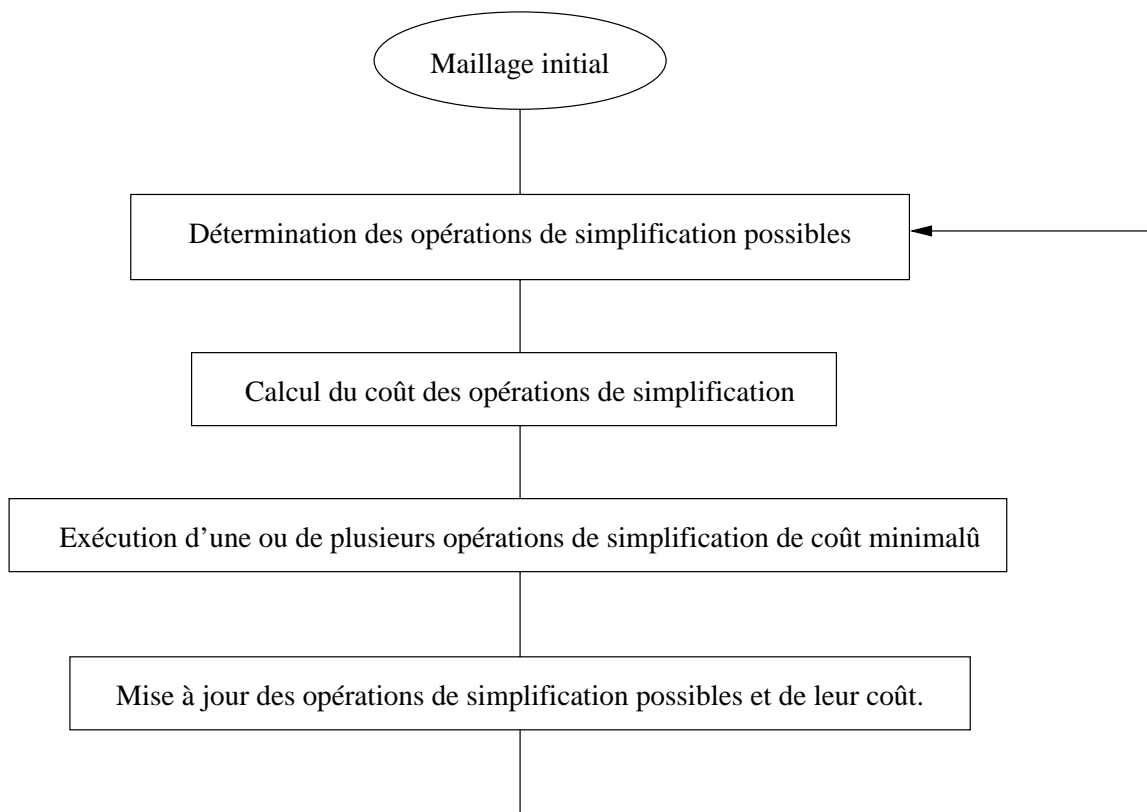 Maillage initial
Détermination des opérations de simplification possibles
Calcul du coût des opérations de simplification
Exécution d'une ou de plusieurs opérations de simplification de coût minimalû
Mise à jour des opérations de simplification possibles et de leur coût.